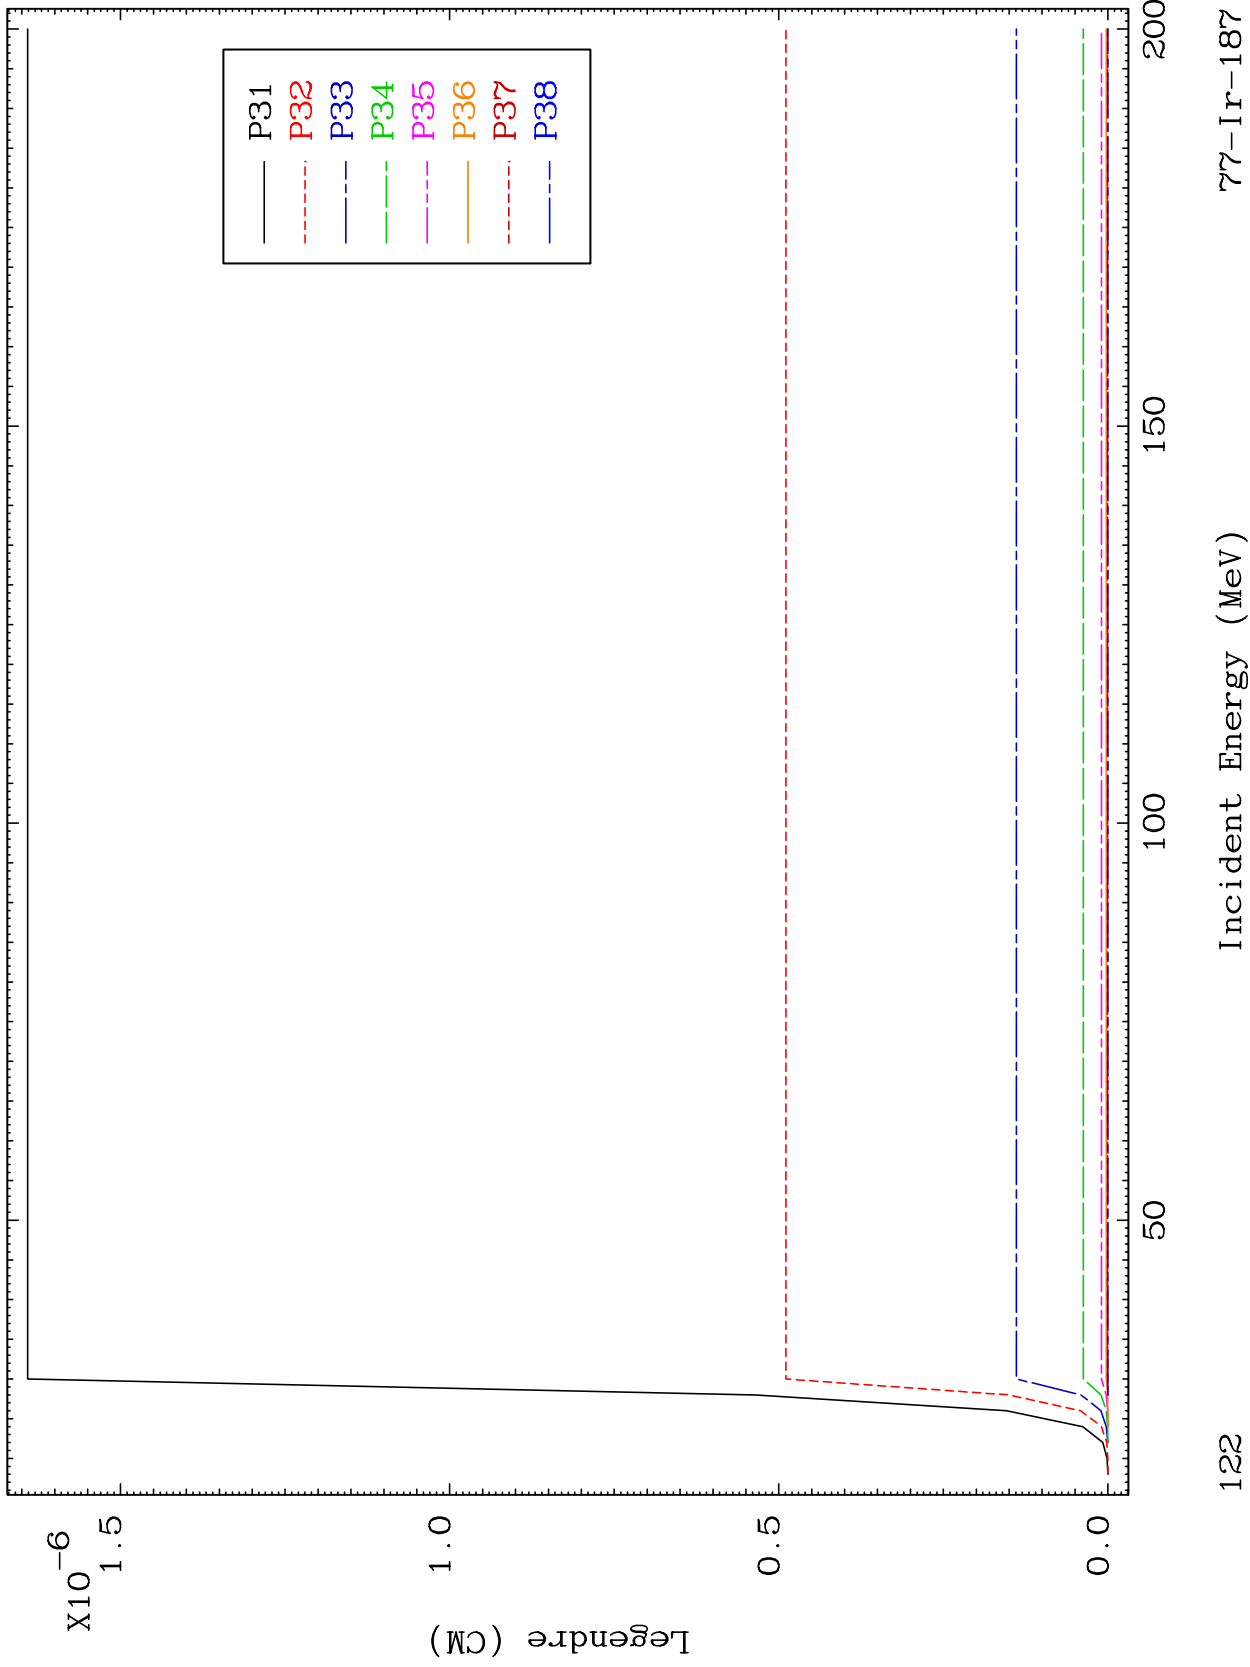 X10-6
1.5
1.0
0.5
0.0
Legendre (CM)
P31
P32
P33
P34
P35
P36
P37
P38
50
100
150
200
122
Incident Energy (MeV)
77-Ir-187